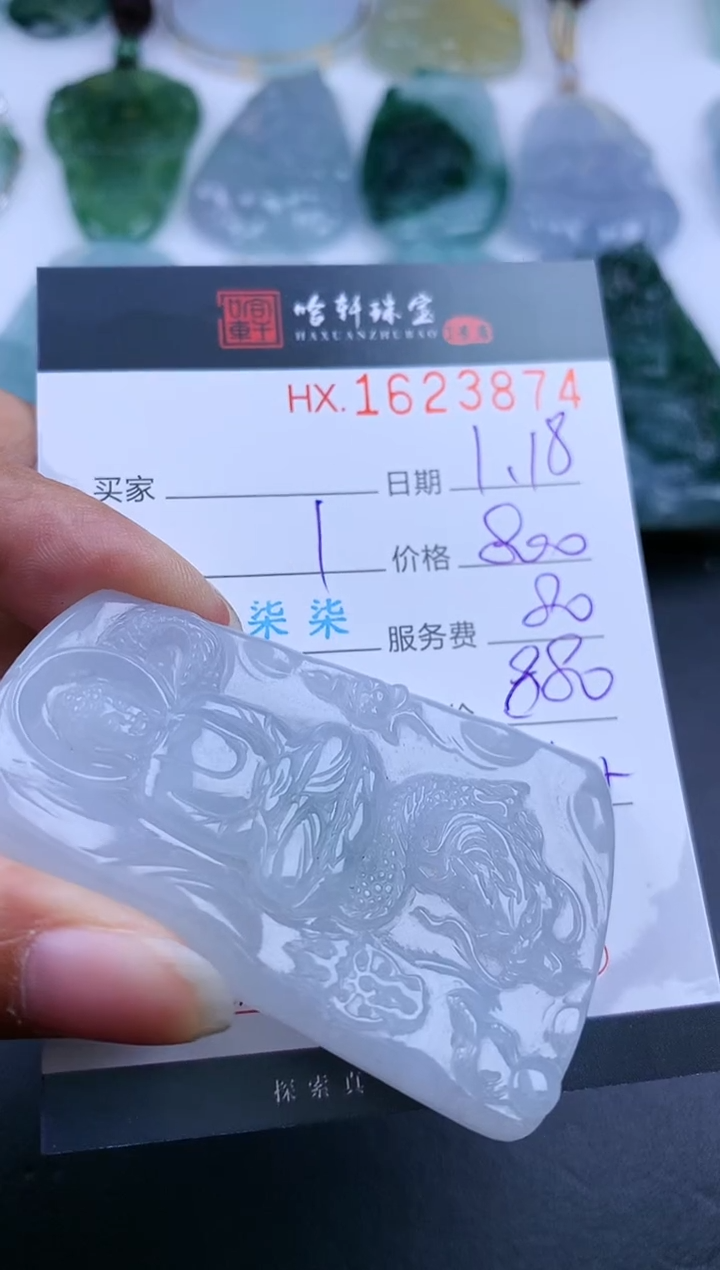 哈轩珠宝
HAXUANZHUBAO
HX.1623874
买家 日期 1.18
1 价格 800
柒柒 服务费 80
880
探索真